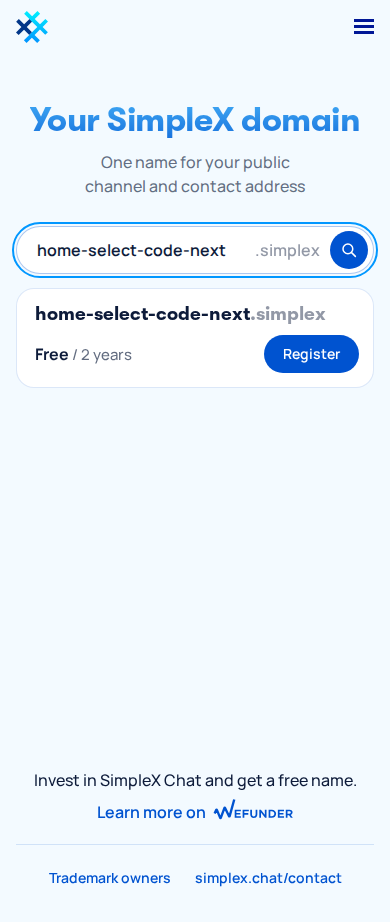 Your SimpleX domain
One name for your public
channel and contact address
home-select-code-next .simplex
home-select-code-next.simplex
Free / 2 years
Register
Invest in SimpleX Chat and get a free name.
Learn more on WEFUNDER
Trademark owners simplex.chat/contact